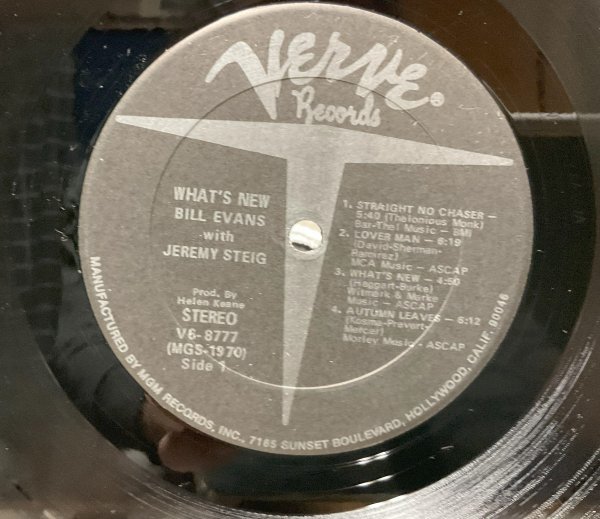 Verve®
Records
WHAT'S NEW
BILL EVANS
with
JEREMY STEIG
Prod. By
Helen Keane
STEREO
V6-8777
(MGS-1970)
Side 1
1. STRAIGHT NO CHASER –
5:40 (Thelonious Monk)
Bar-Thel Music – BMI
2. LOVER MAN – 6:19
(David-Sherman-
Ramirez)
MCA Music – ASCAP
3. WHAT'S NEW – 4:50
(Haggart-Burke)
Witmark & Marke
Music – ASCAP
4. AUTUMN LEAVES – 6:12
(Kosma-Prevert-
Mercer)
Morley Music - ASCAP
MANUFACTURED BY MGM RECORDS, INC., 7165 SUNSET BOULEVARD, HOLLYWOOD, CALIF. 90046